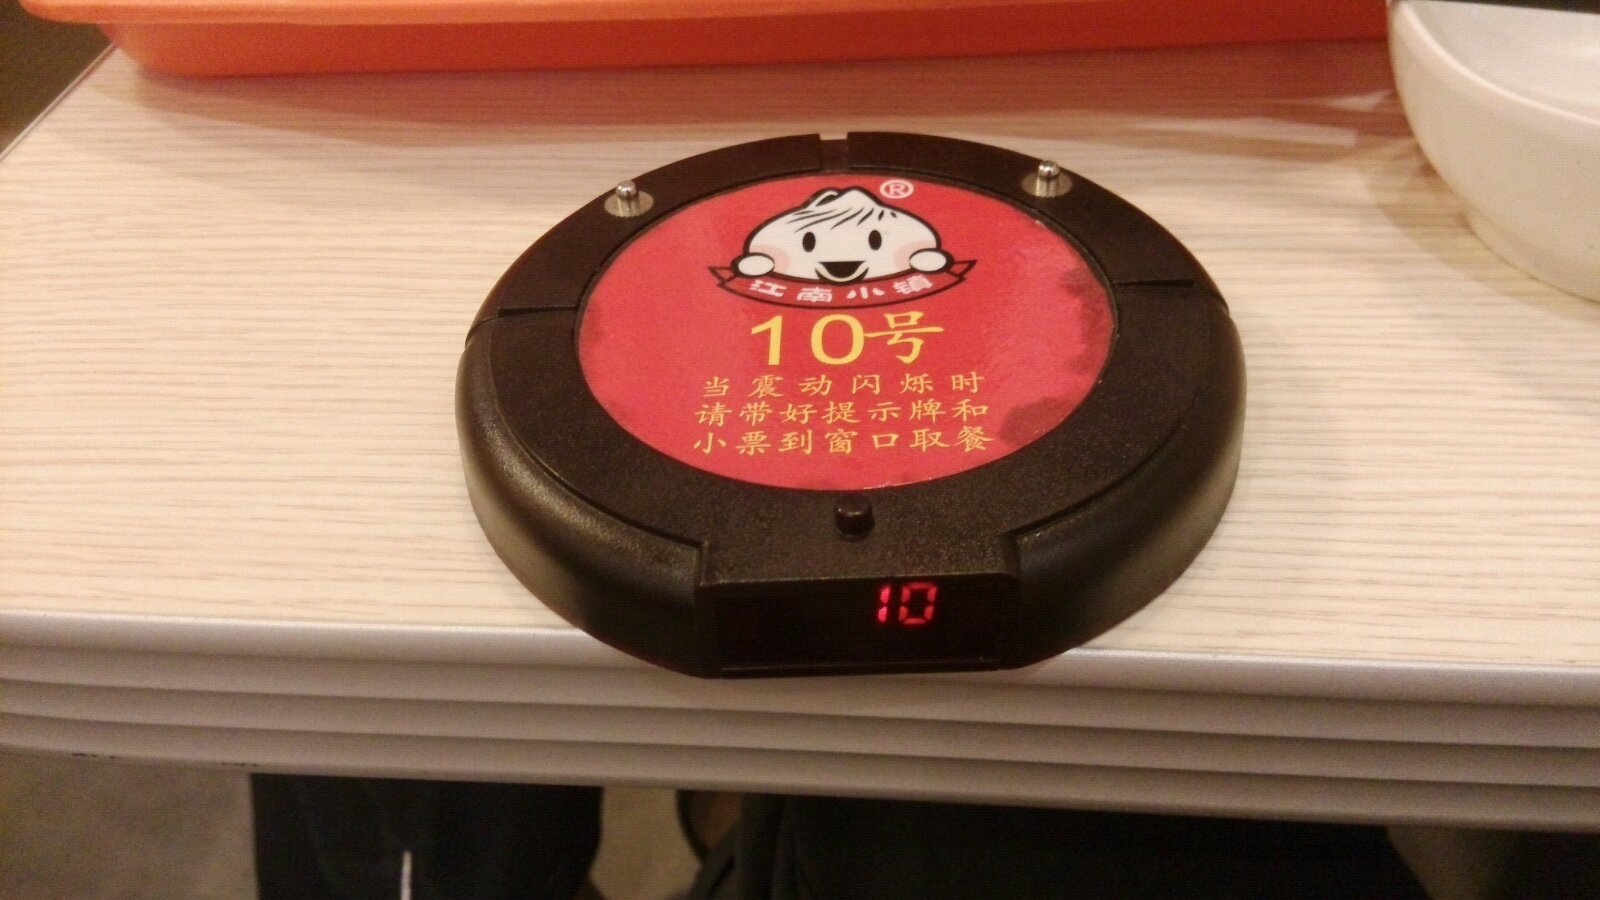 ®
江南小镇
10号
当震动闪烁时
请带好提示牌和
小票到窗口取餐
10